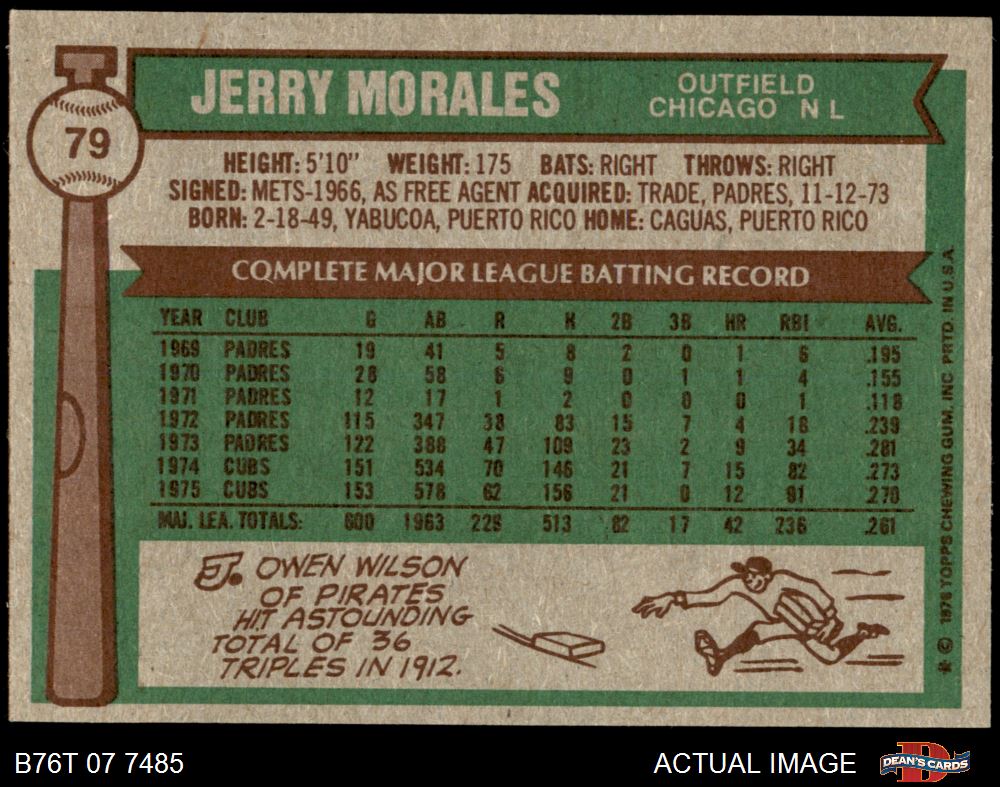 79
JERRY MORALES
OUTFIELD
CHICAGO N L
HEIGHT: 5'10" WEIGHT: 175 BATS: RIGHT THROWS: RIGHT
SIGNED: METS-1966, AS FREE AGENT ACQUIRED: TRADE, PADRES, 11-12-73
BORN: 2-18-49, YABUCOA, PUERTO RICO HOME: CAGUAS, PUERTO RICO
COMPLETE MAJOR LEAGUE BATTING RECORD
YEAR CLUB G AB R H 2B 3B HR RBI AVG.
1969 PADRES 19 41 5 8 2 0 1 6 .195
1970 PADRES 28 58 6 9 0 1 1 4 .155
1971 PADRES 12 17 1 2 0 0 0 1 .118
1972 PADRES 115 347 38 83 15 7 4 18 .239
1973 PADRES 122 388 47 109 23 2 9 34 .281
1974 CUBS 151 534 70 146 21 7 15 82 .273
1975 CUBS 153 578 62 156 21 0 12 91 .270
MAJ. LEA. TOTALS: 600 1963 229 513 82 17 42 236 .261
J. OWEN WILSON
OF PIRATES
HIT ASTOUNDING
TOTAL OF 36
TRIPLES IN 1912.
© 1976 TOPPS CHEWING GUM, INC PRTD. IN U.S.A.
B76T 07 7485
ACTUAL IMAGE
D
DEAN'S CARDS